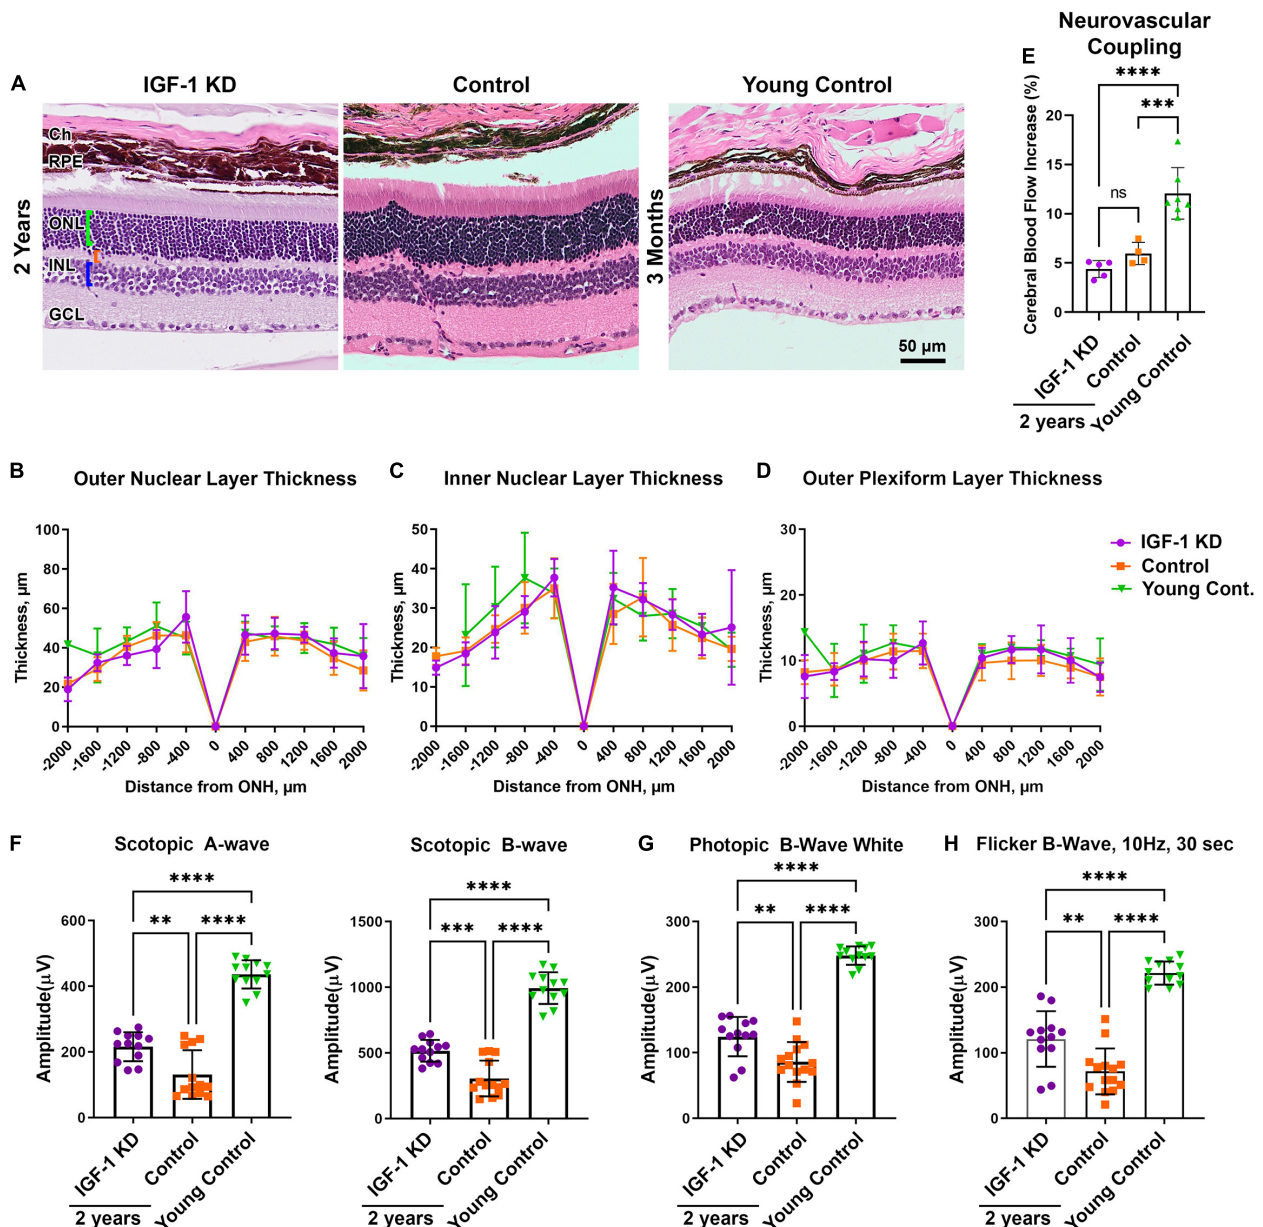 A
IGF-1 KD
Control
Young Control
2 Years
Ch
RPE
ONL
INL
GCL
3 Months
50 µm
E
Neurovascular
Coupling
****
***
ns
Cerebral Blood Flow Increase (%)
20
15
10
5
0
IGF-1 KD
Control
Young Control
2 years
B
Outer Nuclear Layer Thickness
Thickness, µm
100
80
60
40
20
0
-2000
-1600
-1200
-800
-400
0
400
800
1200
1600
2000
Distance from ONH, µm
C
Inner Nuclear Layer Thickness
Thickness, µm
50
40
30
20
10
0
-2000
-1600
-1200
-800
-400
0
400
800
1200
1600
2000
Distance from ONH, µm
D
Outer Plexiform Layer Thickness
Thickness, µm
30
20
10
0
-2000
-1600
-1200
-800
-400
0
400
800
1200
1600
2000
Distance from ONH, µm
IGF-1 KD
Control
Young Cont.
F
Scotopic A-wave
****
**
****
Amplitude(µV)
600
400
200
0
IGF-1 KD
Control
Young Control
2 years
Scotopic B-wave
****
***
****
Amplitude(µV)
1500
1000
500
0
IGF-1 KD
Control
Young Control
2 years
G
Photopic B-Wave White
****
**
****
Amplitude(µV)
300
200
100
0
IGF-1 KD
Control
Young Control
2 years
H
Flicker B-Wave, 10Hz, 30 sec
****
**
****
Amplitude(µV)
300
200
100
0
IGF-1 KD
Control
Young Control
2 years